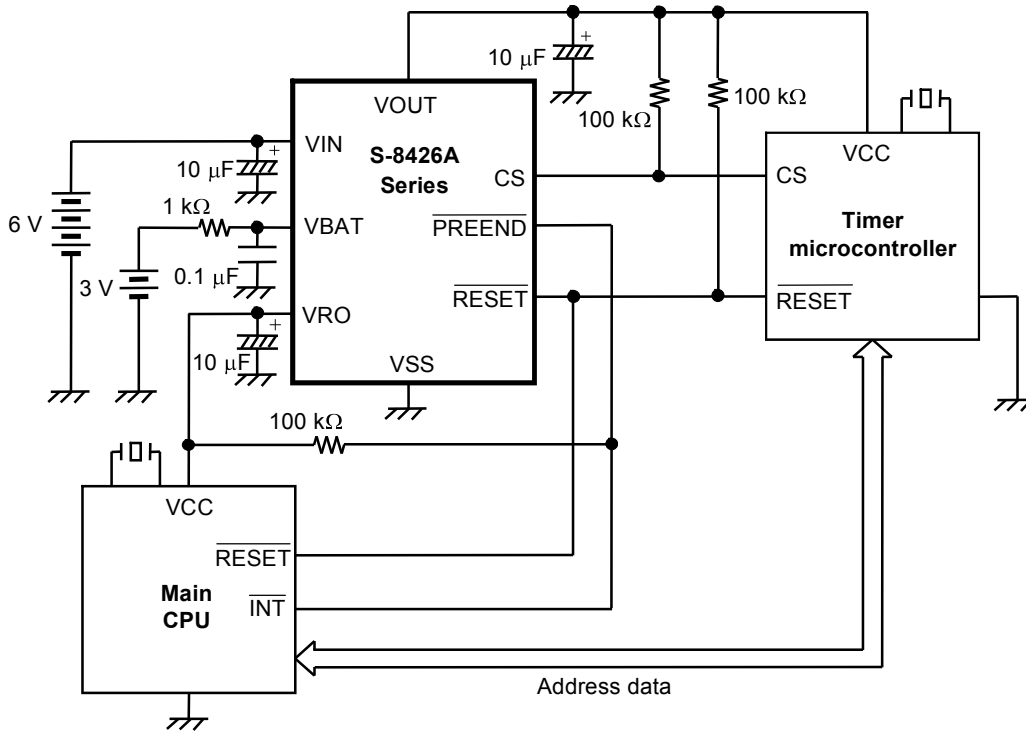 10 μF
+
100 kΩ
100 kΩ
VOUT
VIN
S-8426A
Series
CS
PREEND
RESET
VBAT
VRO
VSS
+
10 μF
6 V
1 kΩ
3 V
0.1 μF
+
10 μF
VCC
CS
Timer
microcontroller
RESET
100 kΩ
VCC
RESET
Main
CPU
INT
Address data